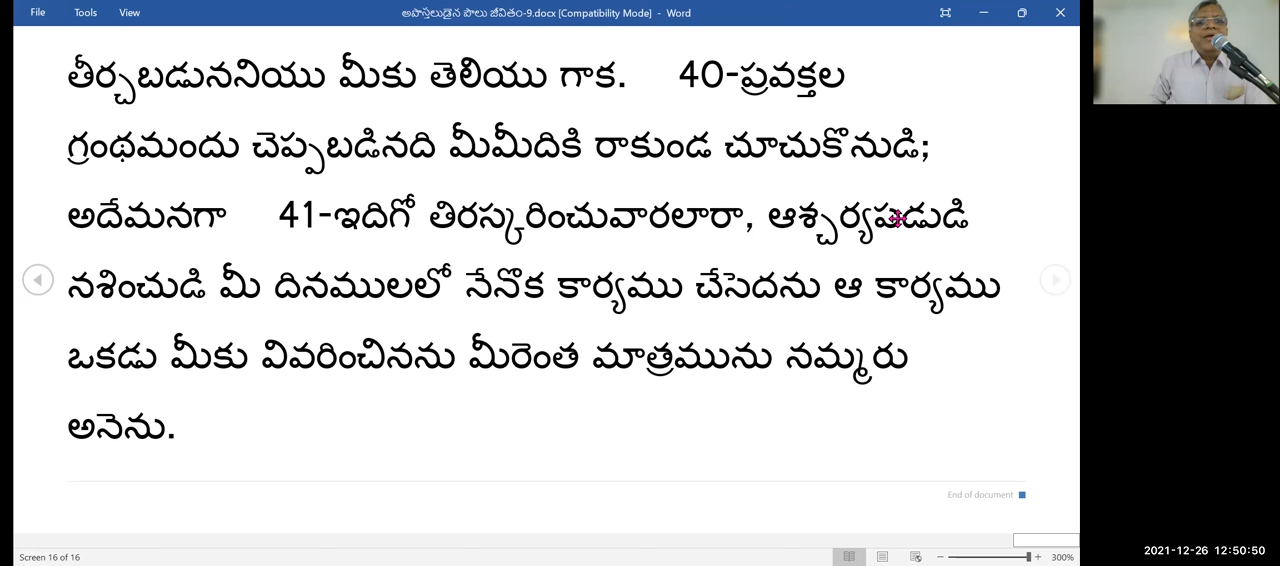 File Tools View అపొస్తలుడైన పౌలు జీవితం-9.docx [Compatibility Mode] - Word
తీర్చబడుననియు మీకు తెలియు గాక. 40-ప్రవక్తల
గ్రంథమందు చెప్పబడినది మీమీదికి రాకుండ చూచుకొనుడి;
అదేమనగా 41-ఇదిగో తిరస్కరించువారలారా, ఆశ్చర్యపడుడి
నశించుడి మీ దినములలో నేనొక కార్యము చేసెదను ఆ కార్యము
ఒకడు మీకు వివరించినను మీరెంత మాత్రమును నమ్మరు
అనెను.
End of document
Screen 16 of 16 300%
2021-12-26 12:50:50